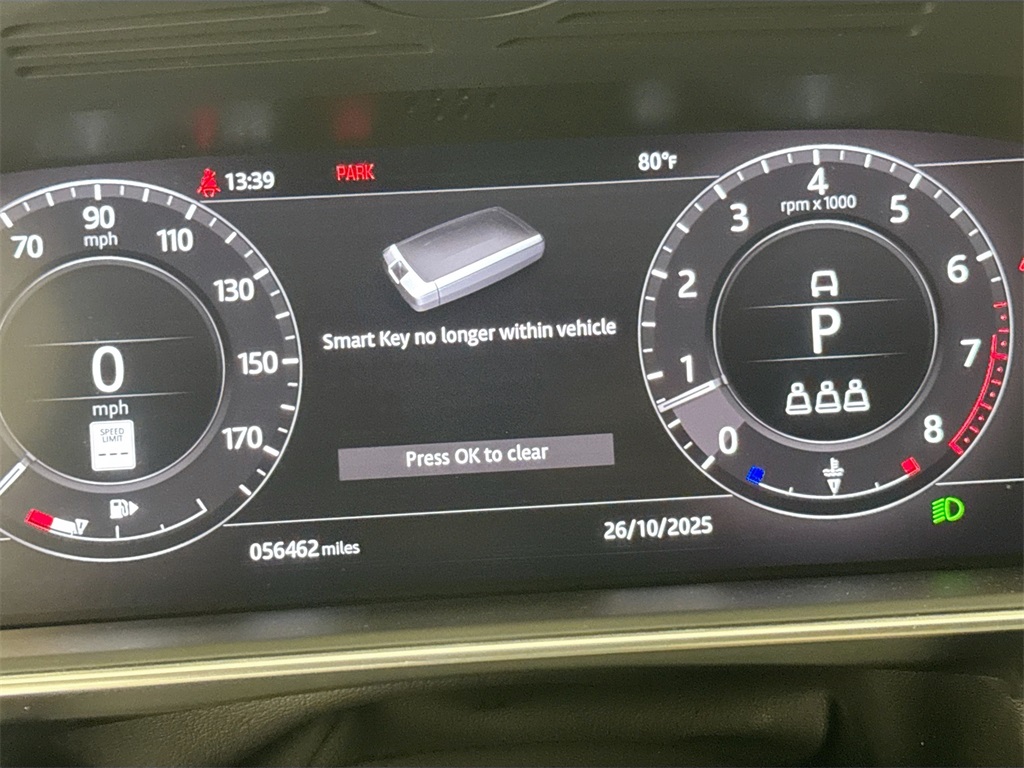 13:39
PARK
80°F
70
90
mph
110
130
150
170
0
mph
SPEED
LIMIT
---
Smart Key no longer within vehicle
Press OK to clear
0
1
2
3
4
5
6
7
8
rpm x 1000
P
056462 miles
26/10/2025